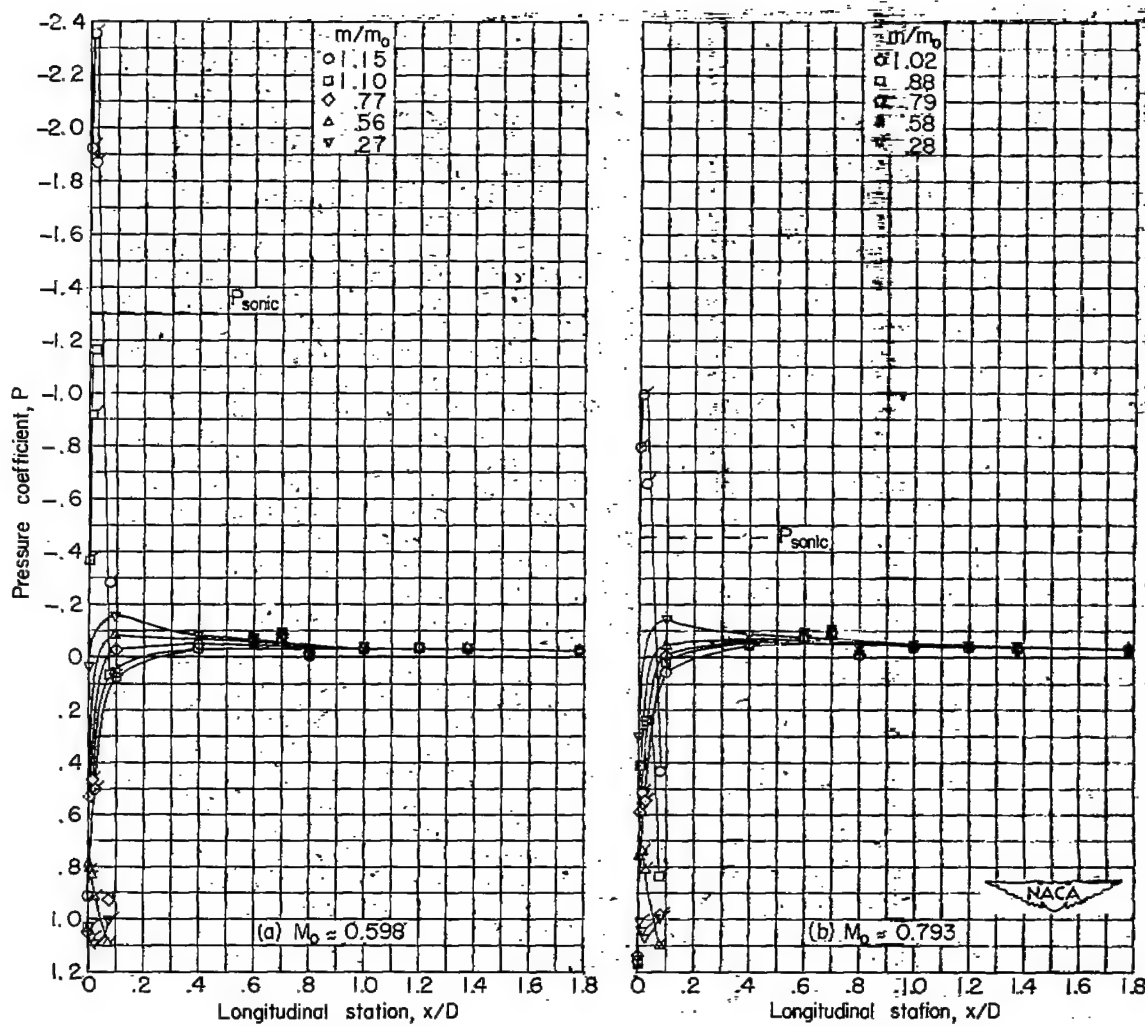 -2.4
-2.2
-2.0
-1.8
-1.6
-1.4
-1.2
-1.0
-.8
-.6
-.4
-.2
0
.2
.4
.6
.8
1.0
1.2
Pressure coefficient, P
m/m₀
1.15
1.10
.77
.56
.27
Psonic
(a) M₀ ≈ 0.598
0 .2 .4 .6 .8 1.0 1.2 1.4 1.6 1.8
Longitudinal station, x/D
m/m₀
1.02
.88
.79
.58
.28
Psonic
NACA
(b) M₀ ≈ 0.793
0 .2 .4 .6 .8 1.0 1.2 1.4 1.6 1.8
Longitudinal station, x/D